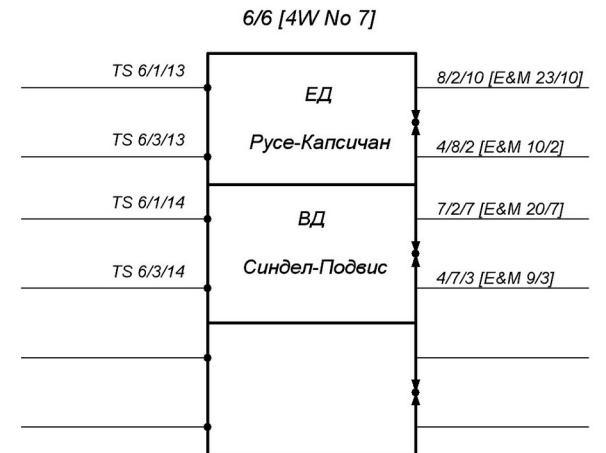 6/6 [4W No 7]
TS 6/1/13
8/2/10 [E&M 23/10]
ЕД
TS 6/3/13
Русе-Капсичан
4/8/2 [E&M 10/2]
TS 6/1/14
7/2/7 [E&M 20/7]
ВД
TS 6/3/14
Синдел-Подвис
4/7/3 [E&M 9/3]